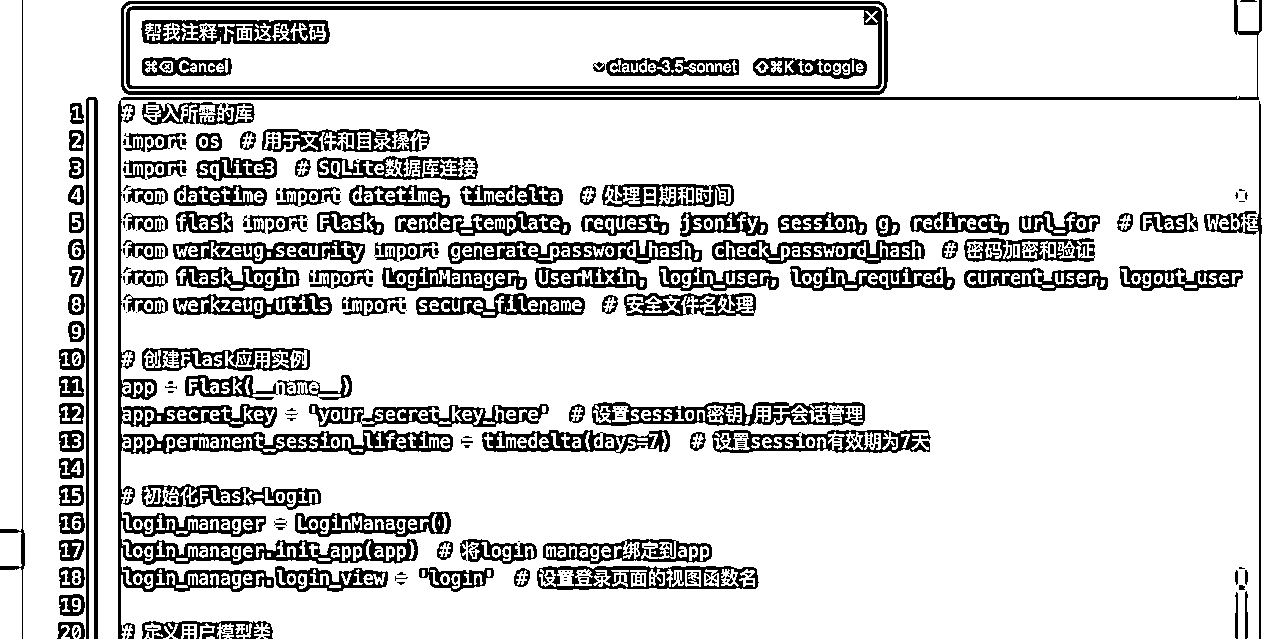 帮我注释下面这段代码
⌘⌫ Cancel
claude-3.5-sonnet ⇧⌘K to toggle
1 # 导入所需的库
2 import os # 用于文件和目录操作
3 import sqlite3 # SQLite数据库连接
4 from datetime import datetime, timedelta # 处理日期和时间
5 from flask import Flask, render_template, request, jsonify, session, g, redirect, url_for # Flask Web框
6 from werkzeug.security import generate_password_hash, check_password_hash # 密码加密和验证
7 from flask_login import LoginManager, UserMixin, login_user, login_required, current_user, logout_user
8 from werkzeug.utils import secure_filename # 安全文件名处理
9
10 # 创建Flask应用实例
11 app = Flask(__name__)
12 app.secret_key = 'your_secret_key_here' # 设置session密钥,用于会话管理
13 app.permanent_session_lifetime = timedelta(days=7) # 设置session有效期为7天
14
15 # 初始化Flask-Login
16 login_manager = LoginManager()
17 login_manager.init_app(app) # 将login manager绑定到app
18 login_manager.login_view = 'login' # 设置登录页面的视图函数名
19
20 # 定义用户模型类